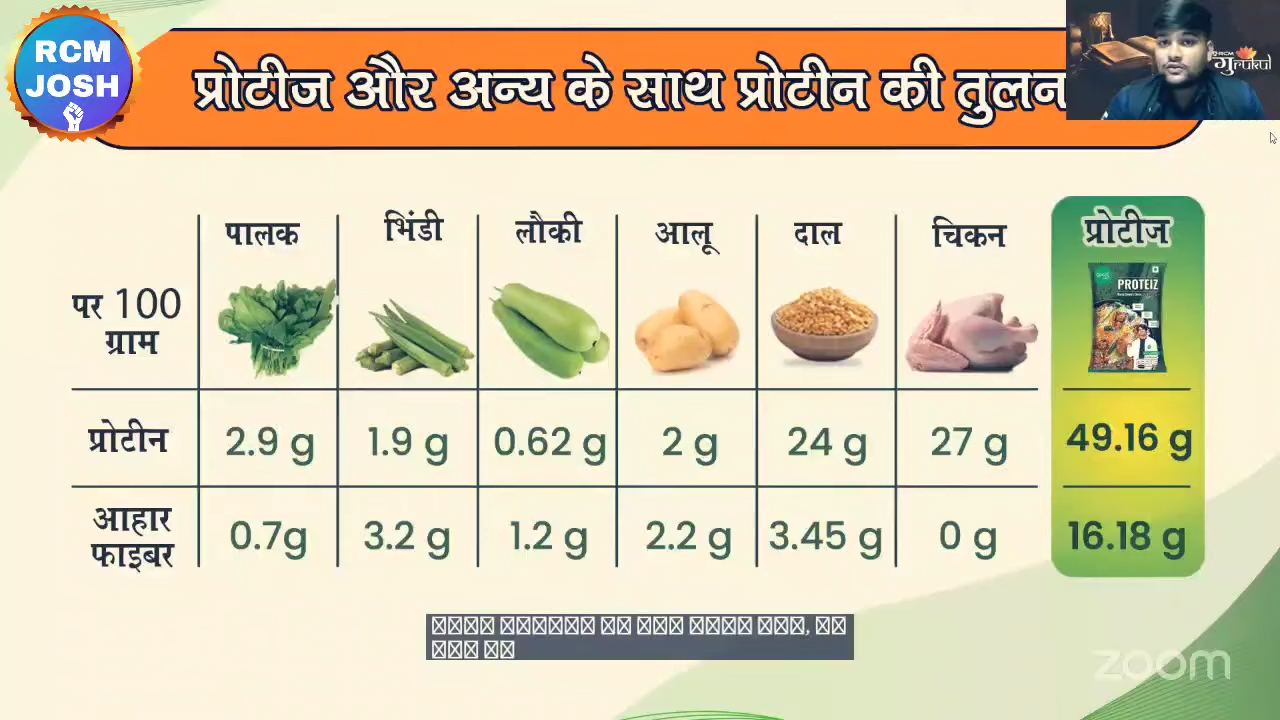 RCM
JOSH
प्रोटीज और अन्य के साथ प्रोटीन की तुलन
RCM
गुrukul
पालक भिंडी लौकी आलू दाल चिकन प्रोटीज
पर 100
ग्राम
PROTEIZ
प्रोटीन 2.9 g 1.9 g 0.62 g 2 g 24 g 27 g 49.16 g
आहार
फाइबर
0.7g 3.2 g 1.2 g 2.2 g 3.45 g 0 g 16.18 g
zoom